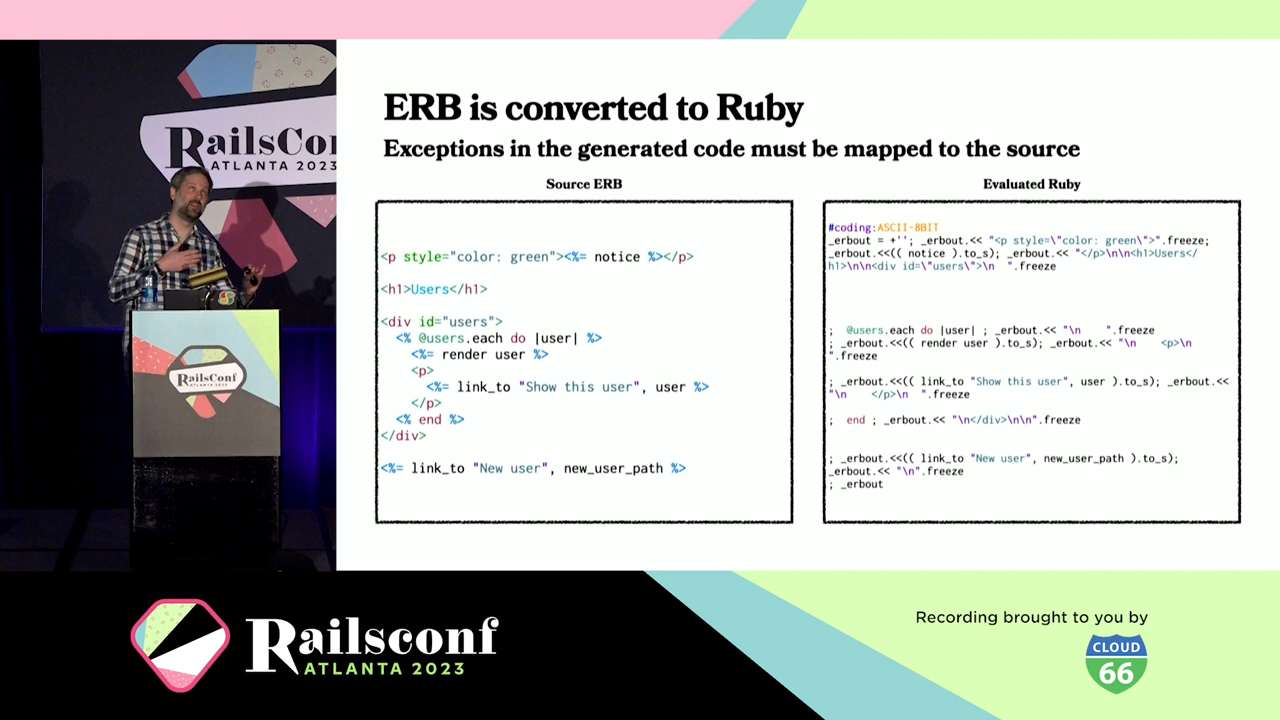 RailsCon
ATLANTA 2023
RailsConf
ATLANTA 2023
ERB is converted to Ruby
Exceptions in the generated code must be mapped to the source
Source ERB
<p style="color: green"><%= notice %></p>
<h1>Users</h1>
<div id="users">
  <% @users.each do |user| %>
    <%= render user %>
    <p>
      <%= link_to "Show this user", user %>
    </p>
  <% end %>
</div>
<%= link_to "New user", new_user_path %>
Evaluated Ruby
#coding:ASCII-8BIT
_erbout = +''; _erbout.<< "<p style=\"color: green\">".freeze;
_erbout.<<(( notice ).to_s); _erbout.<< "</p>\n\n<h1>Users</
h1>\n\n<div id=\"users\">\n  ".freeze
;  @users.each do |user| ; _erbout.<< "\n    ".freeze
; _erbout.<<(( render user ).to_s); _erbout.<< "\n    <p>\n
".freeze
; _erbout.<<(( link_to "Show this user", user ).to_s); _erbout.<<
"\n    </p>\n  ".freeze
;  end ; _erbout.<< "\n</div>\n\n".freeze
; _erbout.<<(( link_to "New user", new_user_path ).to_s);
_erbout.<< "\n".freeze
; _erbout
Railsconf
ATLANTA 2023
Recording brought to you by
CLOUD
66